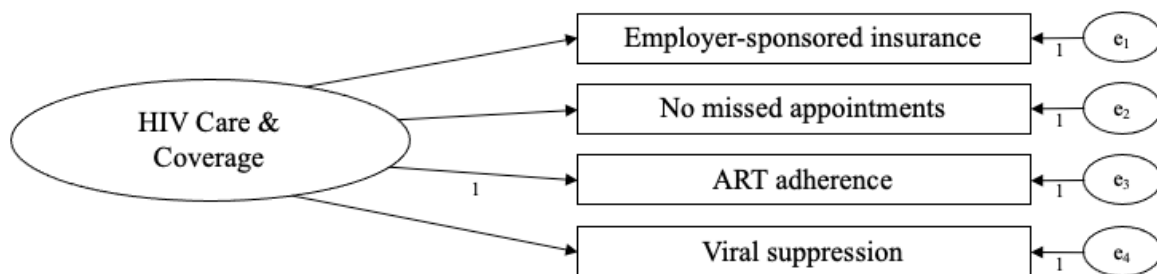 HIV Care &
Coverage
Employer-sponsored insurance
1
e₁
No missed appointments
1
e₂
1
ART adherence
1
e₃
Viral suppression
1
e₄